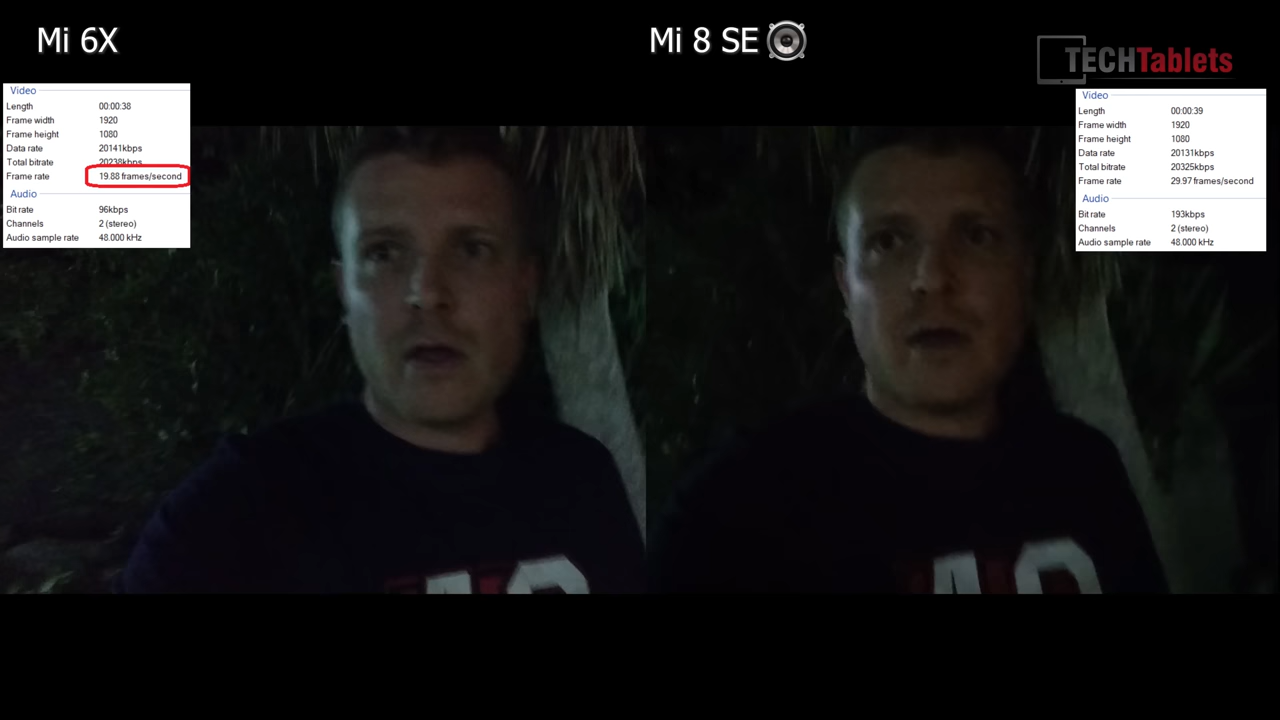 Mi 6X
Mi 8 SE
TECHTablets
Video
Length 00:00:38
Frame width 1920
Frame height 1080
Data rate 20141kbps
Total bitrate 20238kbps
Frame rate 19.88 frames/second
Audio
Bit rate 96kbps
Channels 2 (stereo)
Audio sample rate 48.000 kHz
Video
Length 00:00:39
Frame width 1920
Frame height 1080
Data rate 20131kbps
Total bitrate 20325kbps
Frame rate 29.97 frames/second
Audio
Bit rate 193kbps
Channels 2 (stereo)
Audio sample rate 48.000 kHz